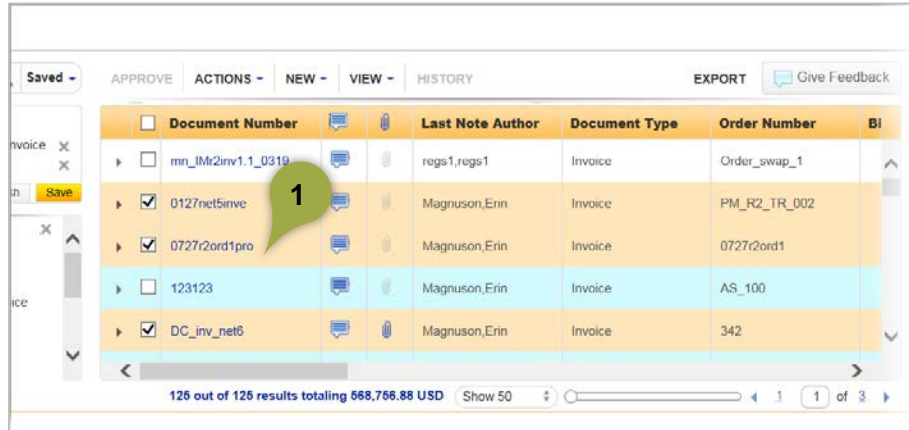 Saved
APPROVE ACTIONS NEW VIEW HISTORY EXPORT Give Feedback
Document Number Last Note Author Document Type Order Number Bi
nvoice
mn_IMr2inv1.1_0319 regs1,regs1 Invoice Order_swap_1
Save
0127net5inve Magnuson,Erin Invoice PM_R2_TR_002
1
0727r2ord1pro Magnuson,Erin Invoice 0727r2ord1
123123 Magnuson,Erin Invoice AS_100
ice
DC_inv_net6 Magnuson,Erin Invoice 342
125 out of 125 results totaling 568,756.88 USD Show 50 1 1 of 3